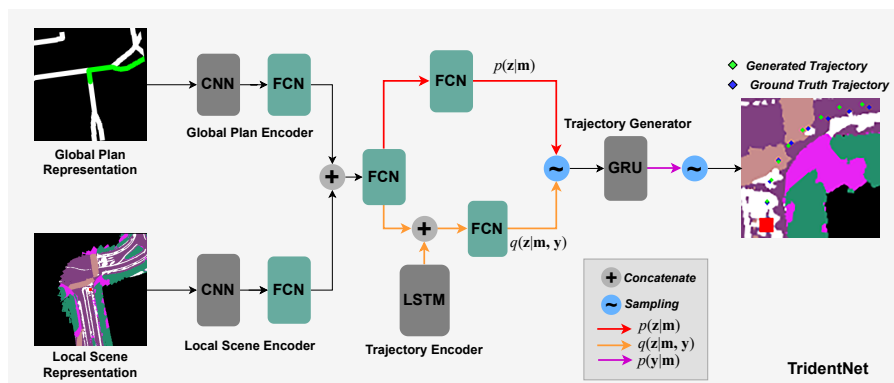 Global Plan
Representation
CNN
FCN
Global Plan Encoder
Local Scene
Representation
CNN
FCN
Local Scene Encoder
+
FCN
FCN
p(z|m)
+
FCN
q(z|m, y)
LSTM
Trajectory Encoder
~
Trajectory Generator
GRU
~
Generated Trajectory
Ground Truth Trajectory
+ Concatenate
~ Sampling
p(z|m)
q(z|m, y)
p(y|m)
TridentNet